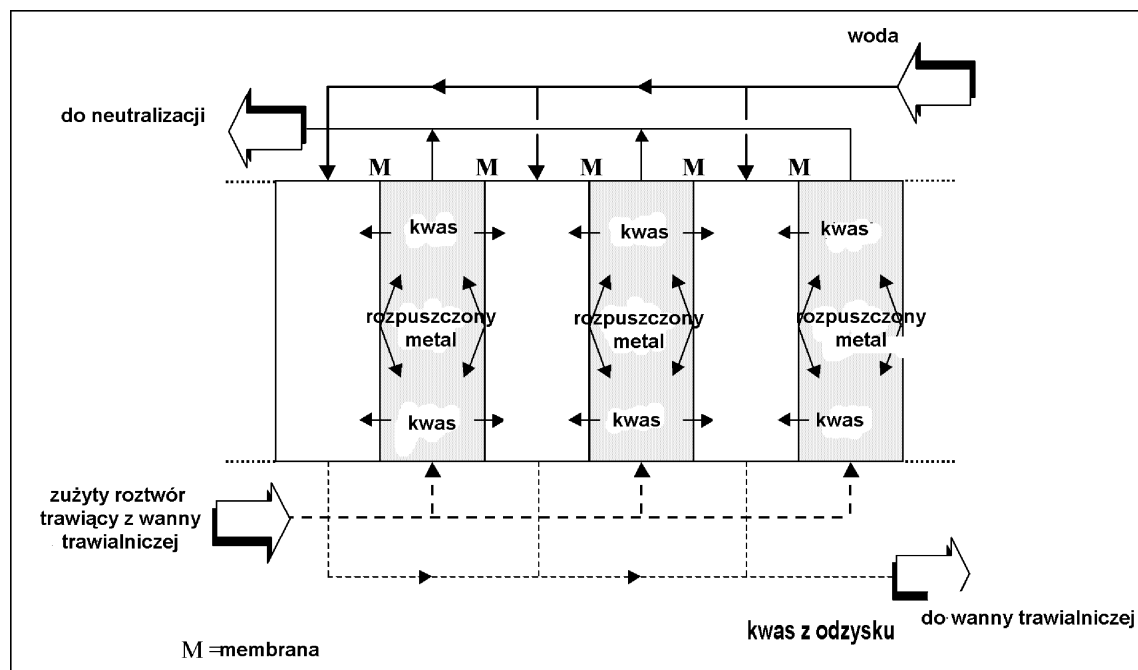 woda
do neutralizacji
M M M M M
kwas kwas kwas
rozpuszczony rozpuszczony rozpuszczony
metal metal metal
kwas kwas kwas
zużyty roztwór
trawiący z wanny
trawialniczej
kwas z odzysku
do wanny trawialniczej
M =membrana